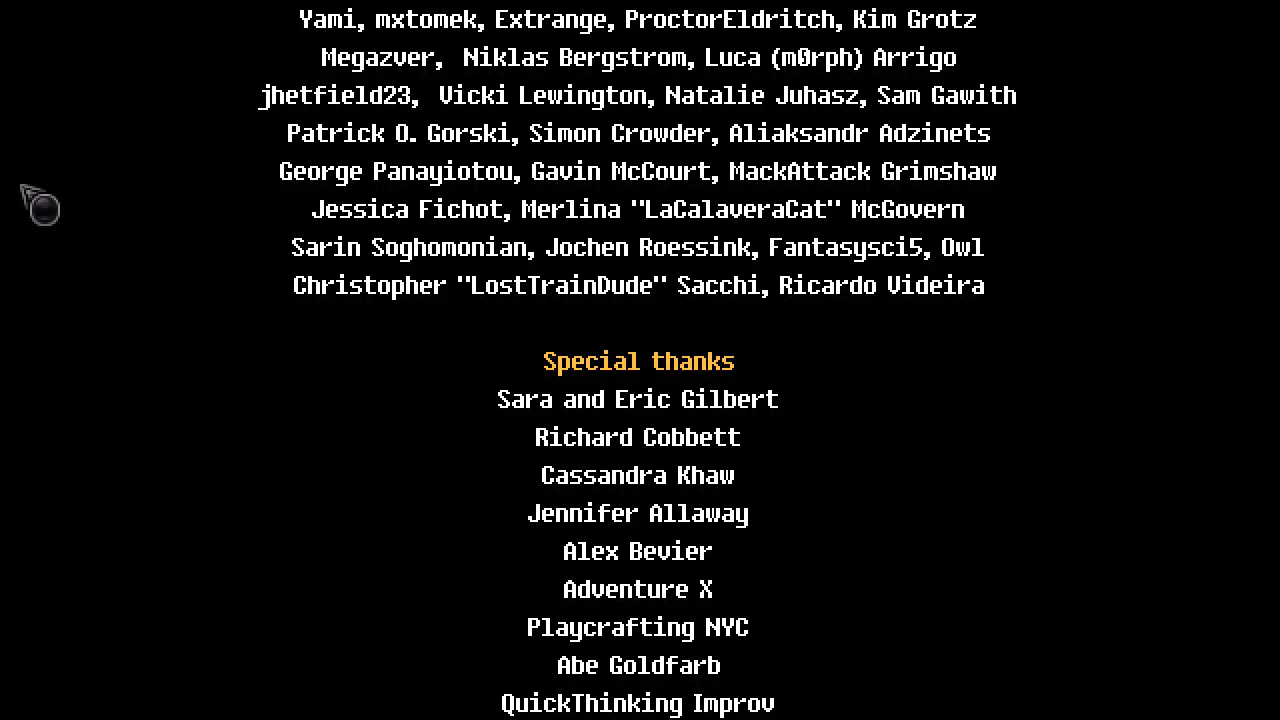 Yami, mxtomek, Extrange, ProctorEldritch, Kim Grotz
Megazver,  Niklas Bergstrom, Luca (m0rph) Arrigo
jhetfield23,  Vicki Lewington, Natalie Juhasz, Sam Gawith
Patrick O. Gorski, Simon Crowder, Aliaksandr Adzinets
George Panayiotou, Gavin McCourt, MackAttack Grimshaw
Jessica Fichot, Merlina "LaCalaveraCat" McGovern
Sarin Soghomonian, Jochen Roessink, Fantasysci5, Owl
Christopher "LostTrainDude" Sacchi, Ricardo Videira
Special thanks
Sara and Eric Gilbert
Richard Cobbett
Cassandra Khaw
Jennifer Allaway
Alex Bevier
Adventure X
Playcrafting NYC
Abe Goldfarb
QuickThinking Improv